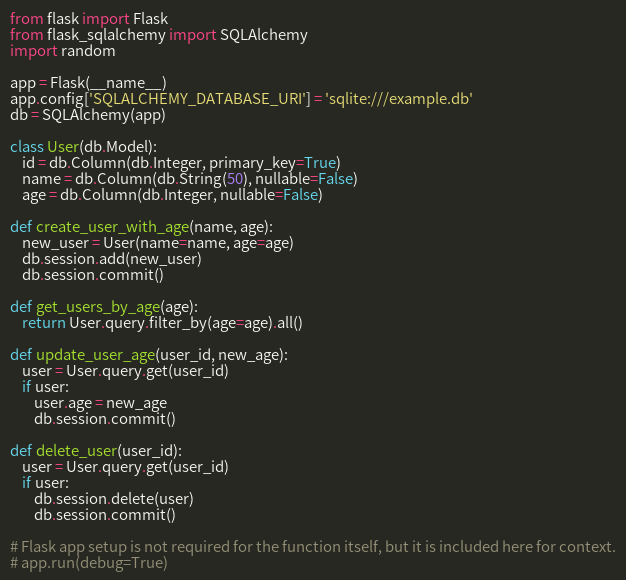 from flask import Flask
from flask_sqlalchemy import SQLAlchemy
import random

app = Flask(__name__)
app.config['SQLALCHEMY_DATABASE_URI'] = 'sqlite:///example.db'
db = SQLAlchemy(app)

class User(db.Model):
    id = db.Column(db.Integer, primary_key=True)
    name = db.Column(db.String(50), nullable=False)
    age = db.Column(db.Integer, nullable=False)

def create_user_with_age(name, age):
    new_user = User(name=name, age=age)
    db.session.add(new_user)
    db.session.commit()

def get_users_by_age(age):
    return User.query.filter_by(age=age).all()

def update_user_age(user_id, new_age):
    user = User.query.get(user_id)
    if user:
        user.age = new_age
        db.session.commit()

def delete_user(user_id):
    user = User.query.get(user_id)
    if user:
        db.session.delete(user)
        db.session.commit()

# Flask app setup is not required for the function itself, but it is included here for context.
# app.run(debug=True)